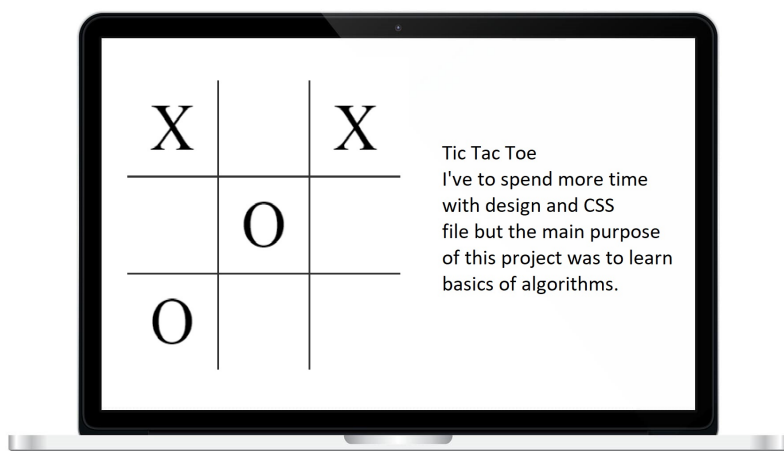 X X
O
O
Tic Tac Toe
I've to spend more time
with design and CSS
file but the main purpose
of this project was to learn
basics of algorithms.